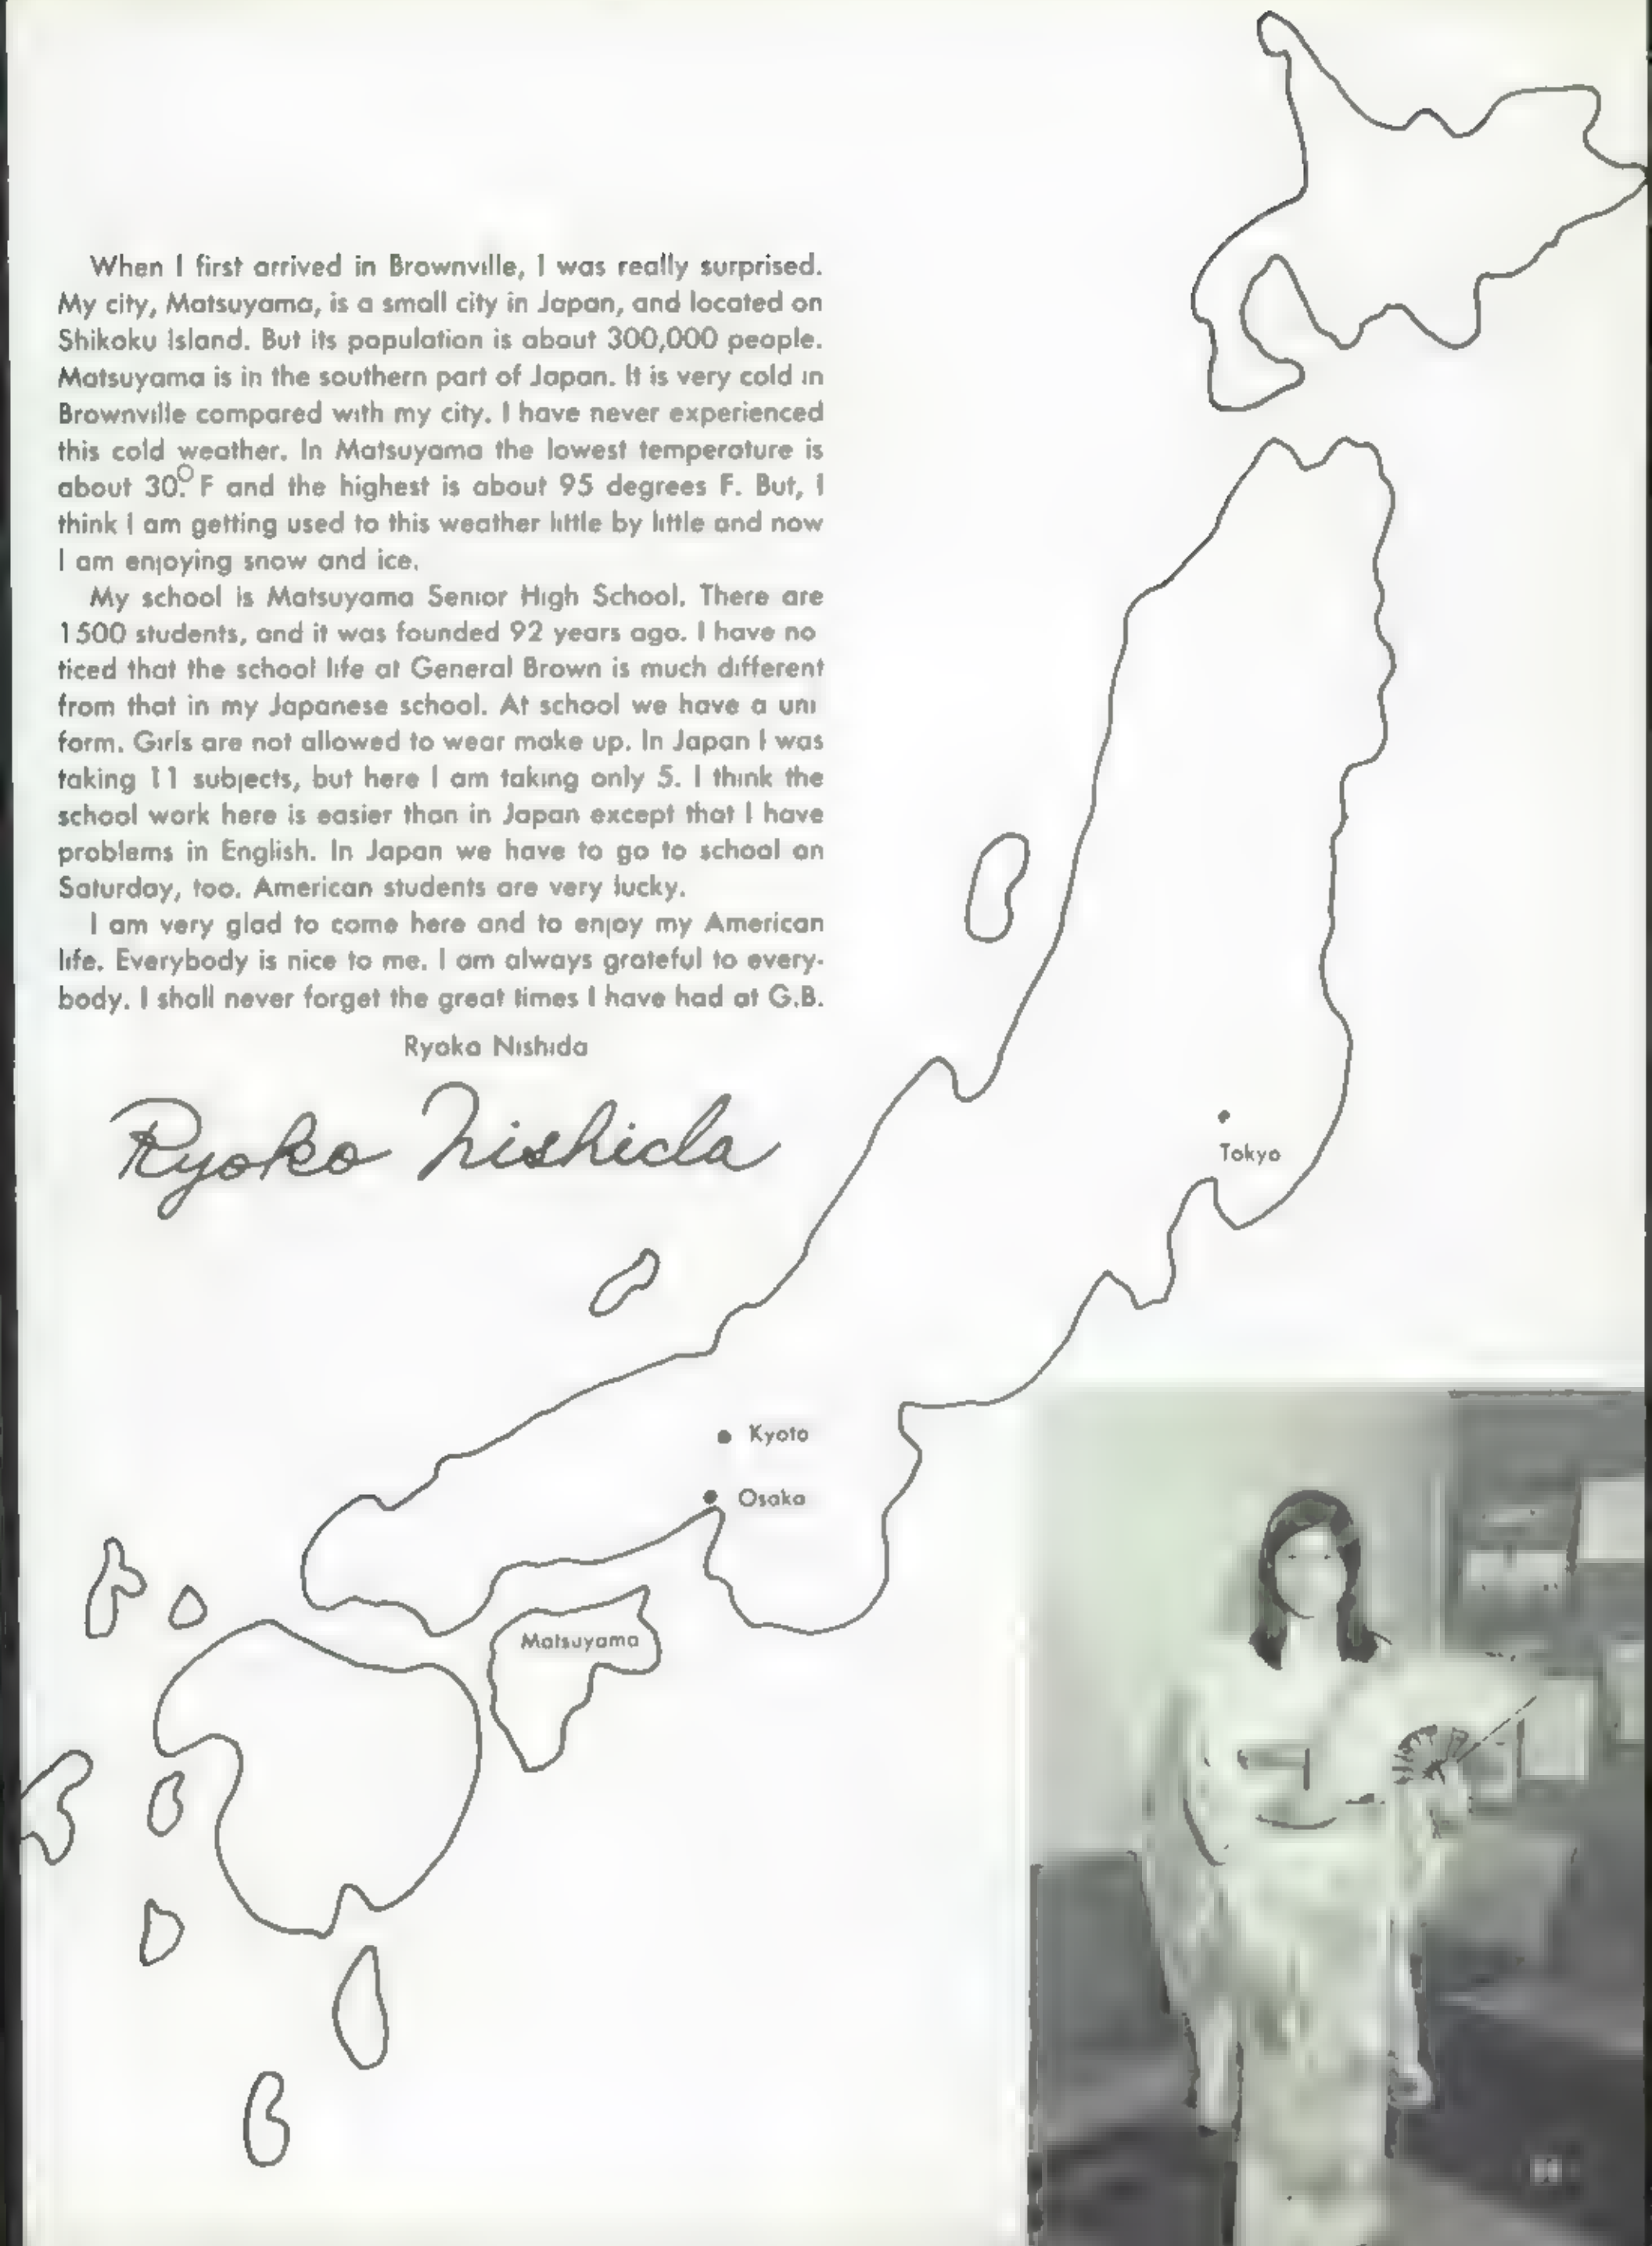 When I first arrived in Brownville, I was really surprised.
My city, Matsuyama, is a small city in Japan, and located on
Shikoku Island. But its population is about 300,000 people.
Matsuyama is in the southern part of Japan. It is very cold in
Brownville compared with my city. I have never experienced
this cold weather. In Matsuyama the lowest temperature is
about 30.° F and the highest is about 95 degrees F. But, I
think I am getting used to this weather little by little and now
I am enjoying snow and ice.
My school is Matsuyama Senior High School. There are
1500 students, and it was founded 92 years ago. I have no
ticed that the school life at General Brown is much different
from that in my Japanese school. At school we have a uni
form. Girls are not allowed to wear make up. In Japan I was
taking 11 subjects, but here I am taking only 5. I think the
school work here is easier than in Japan except that I have
problems in English. In Japan we have to go to school on
Saturday, too. American students are very lucky.
I am very glad to come here and to enjoy my American
life. Everybody is nice to me. I am always grateful to every-
body. I shall never forget the great times I have had at G.B.
Ryoko Nishida
Ryoko Nishida
Tokyo
Kyoto
Osaka
Matsuyama